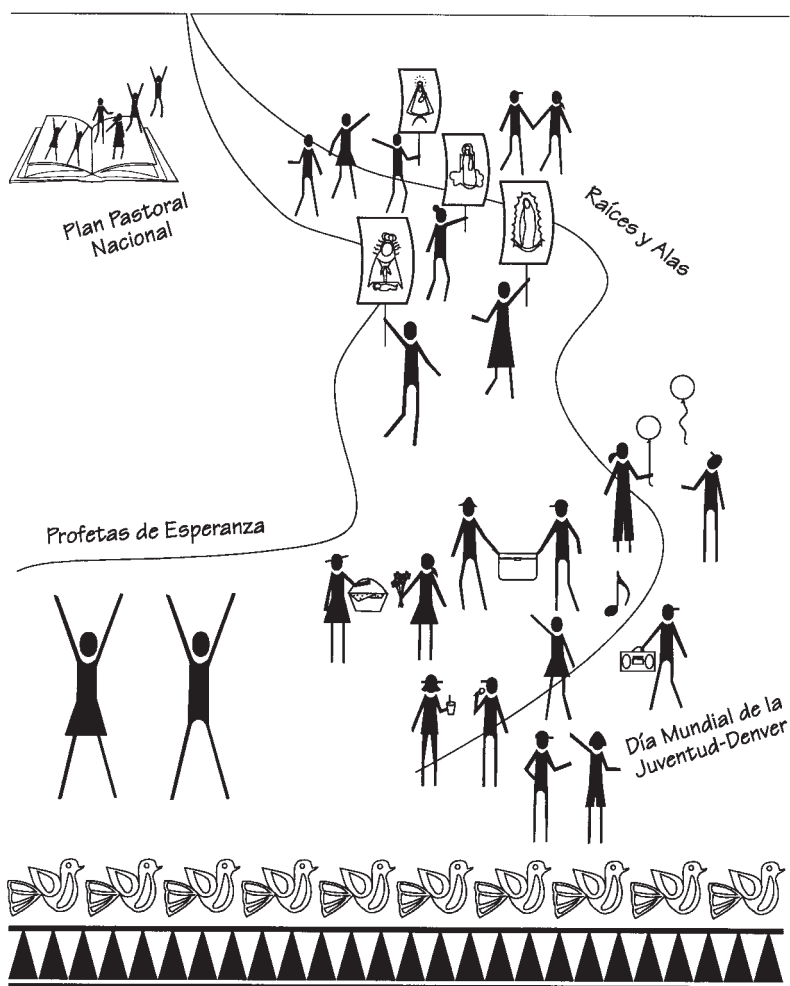 Plan Pastoral
Nacional
Raíces y Alas
Profetas de Esperanza
Día Mundial de la
Juventud-Denver